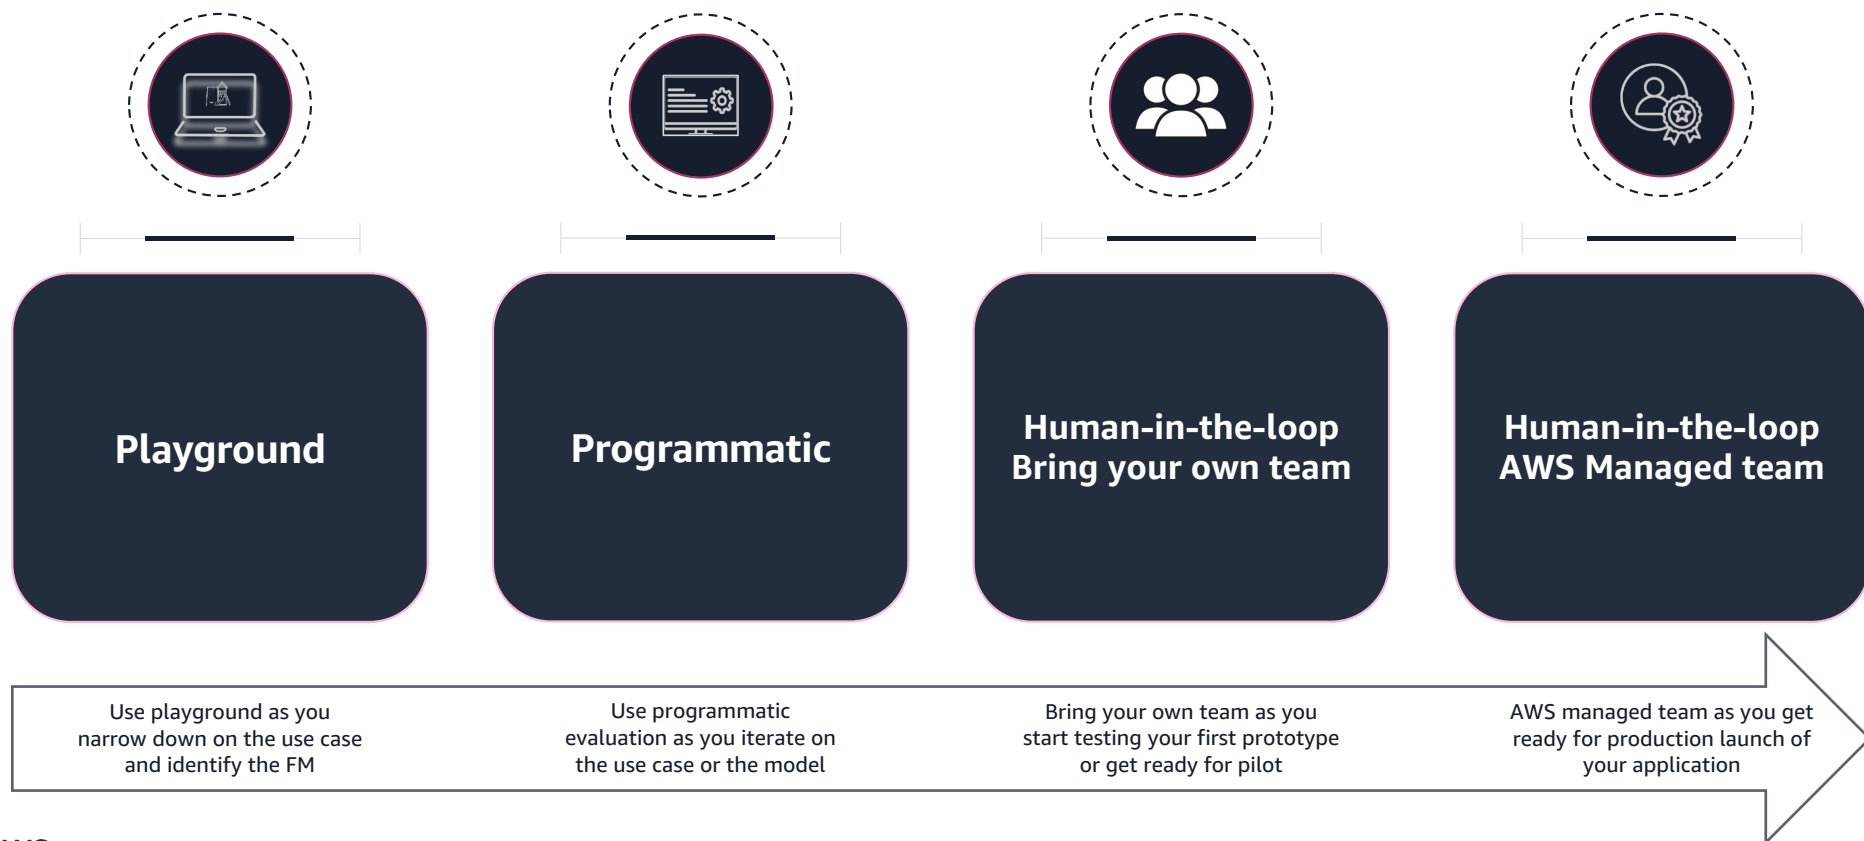 Playground
Programmatic
Human-in-the-loop
Bring your own team
Human-in-the-loop
AWS Managed team
Use playground as you
narrow down on the use case
and identify the FM
Use programmatic
evaluation as you iterate on
the use case or the model
Bring your own team as you
start testing your first prototype
or get ready for pilot
AWS managed team as you get
ready for production launch of
your application